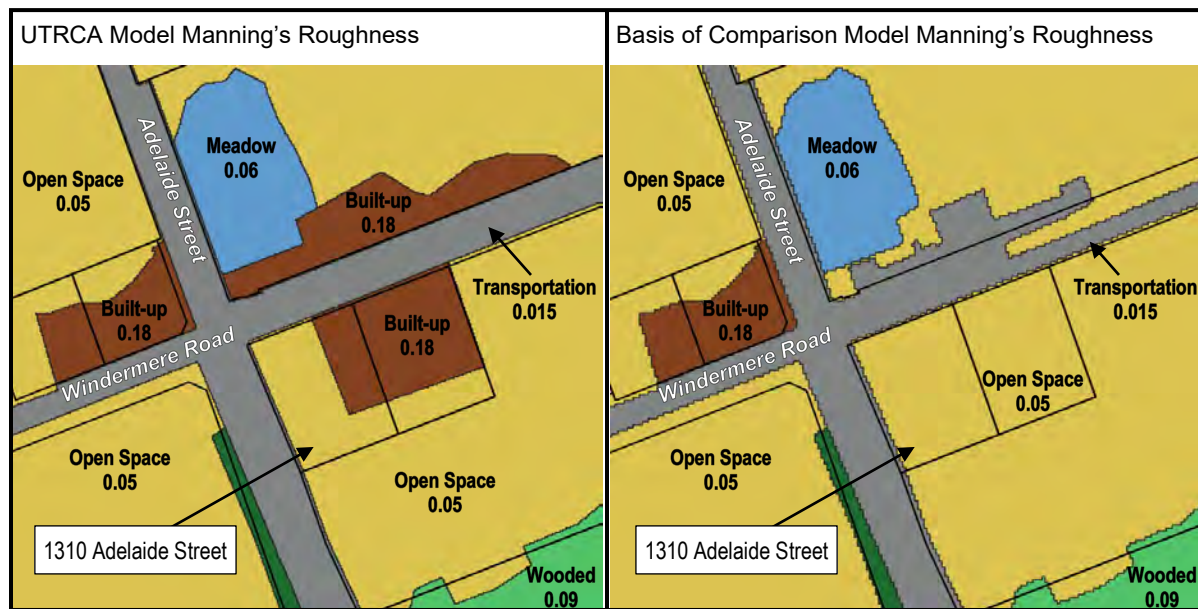 UTRCA Model Manning's Roughness
Adelaide Street
Meadow
0.06
Open Space
0.05
Built-up
0.18
Built-up
0.18
Transportation
0.015
Built-up
0.18
Windermere Road
Open Space
0.05
Open Space
0.05
1310 Adelaide Street
Wooded
0.09
Basis of Comparison Model Manning's Roughness
Adelaide Street
Meadow
0.06
Open Space
0.05
Built-up
0.18
Transportation
0.015
Windermere Road
Open Space
0.05
Open Space
0.05
1310 Adelaide Street
Wooded
0.09